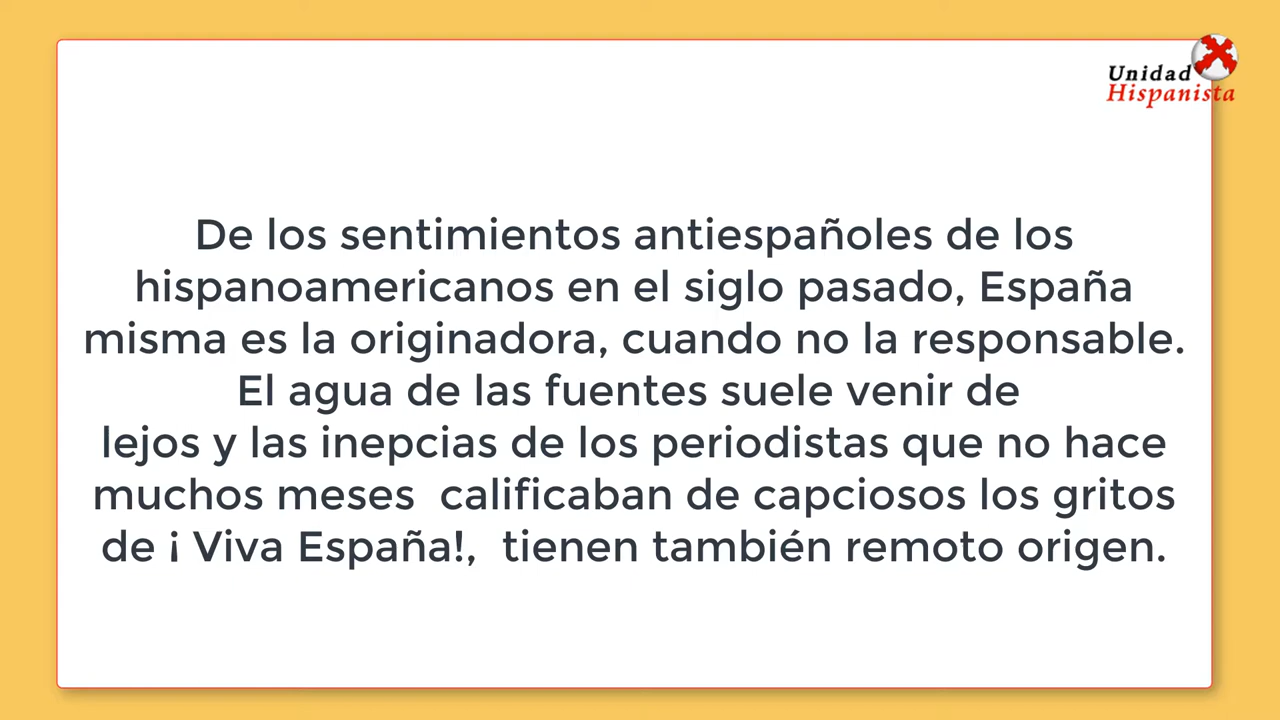 Unidad
Hispanista
De los sentimientos antiespañoles de los
hispanoamericanos en el siglo pasado, España
misma es la originadora, cuando no la responsable.
El agua de las fuentes suele venir de
lejos y las inepcias de los periodistas que no hace
muchos meses  calificaban de capciosos los gritos
de ¡ Viva España!,  tienen también remoto origen.